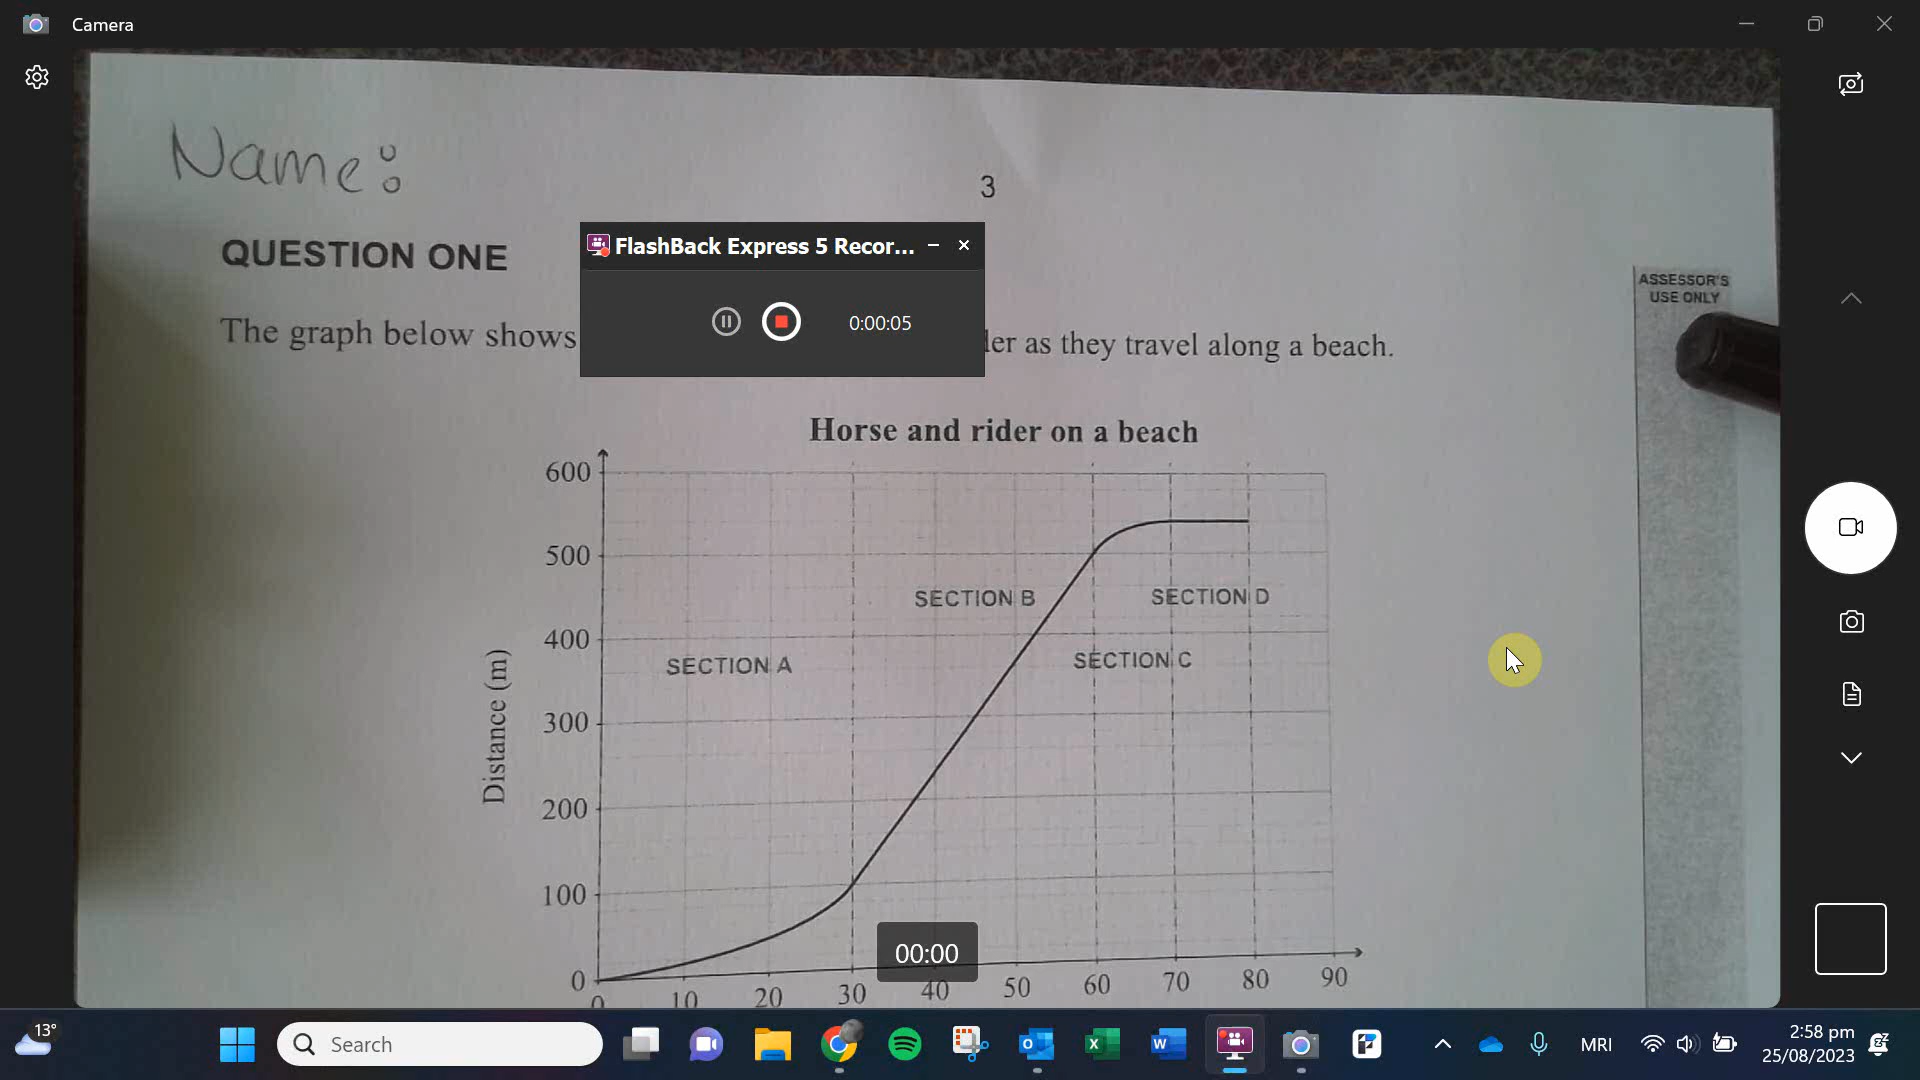 Camera
Name:
3
QUESTION ONE
FlashBack Express 5 Recor...
0:00:05
ASSESSOR'S
USE ONLY
The graph below shows
der as they travel along a beach.
Horse and rider on a beach
600
500
400
300
200
100
0
Distance (m)
SECTION A
SECTION B
SECTION C
SECTION D
0 10 20 30 40 50 60 70 80 90
00:00
13°
Search
MRI
2:58 pm
25/08/2023